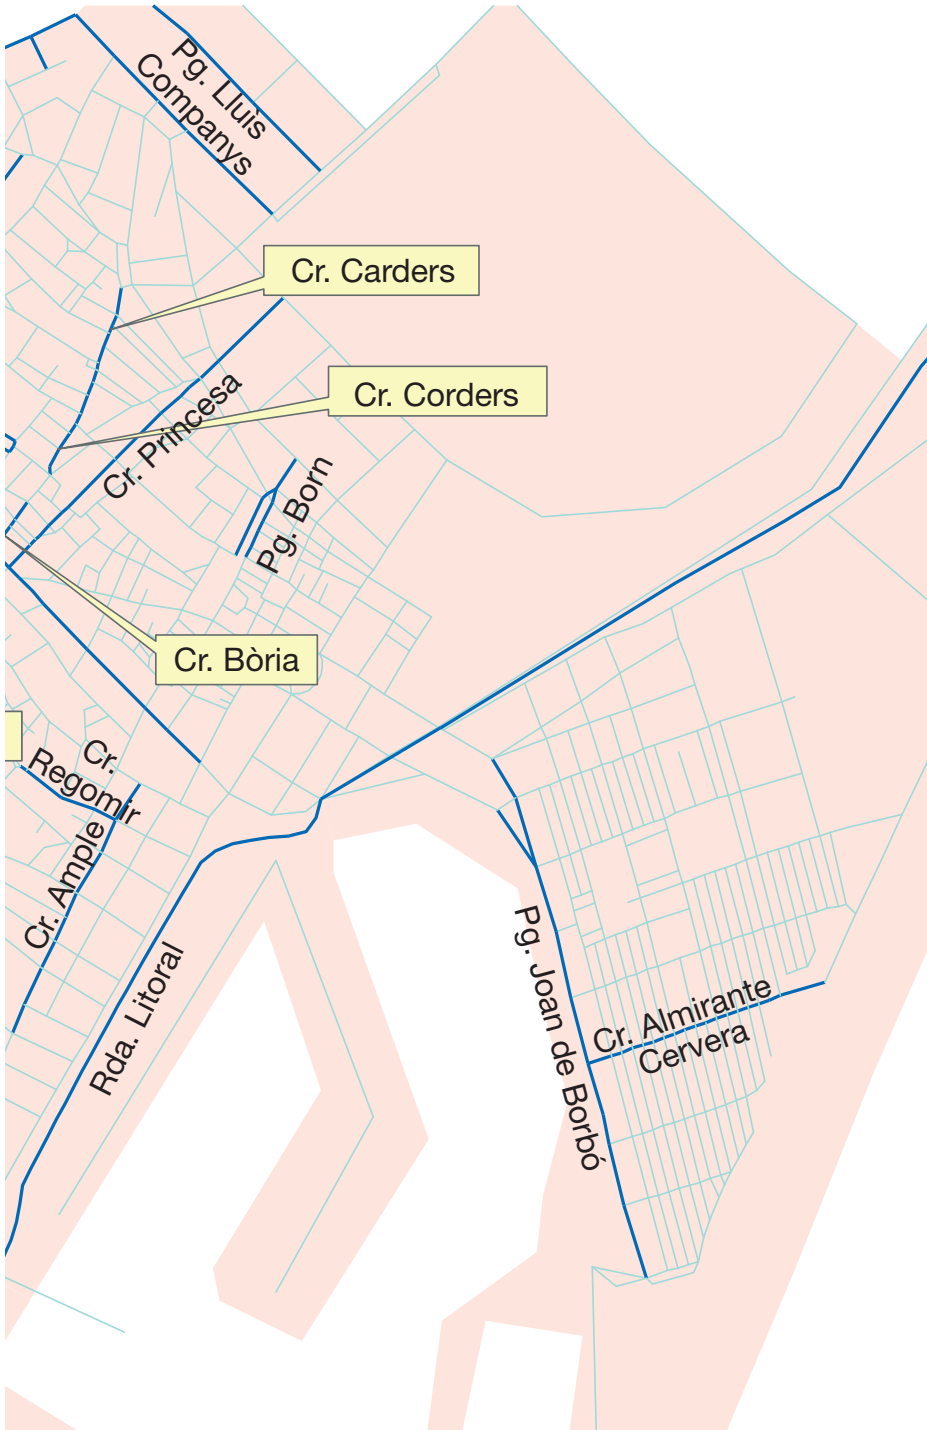 Pg. Lluìs
Companys
Cr. Carders
Cr. Corders
Cr. Princesa
Pg. Born
Cr. Bòria
Cr.
Regomir
Cr. Ample
Rda. Litoral
Pg. Joan de Borbó
Cr. Almirante
Cervera